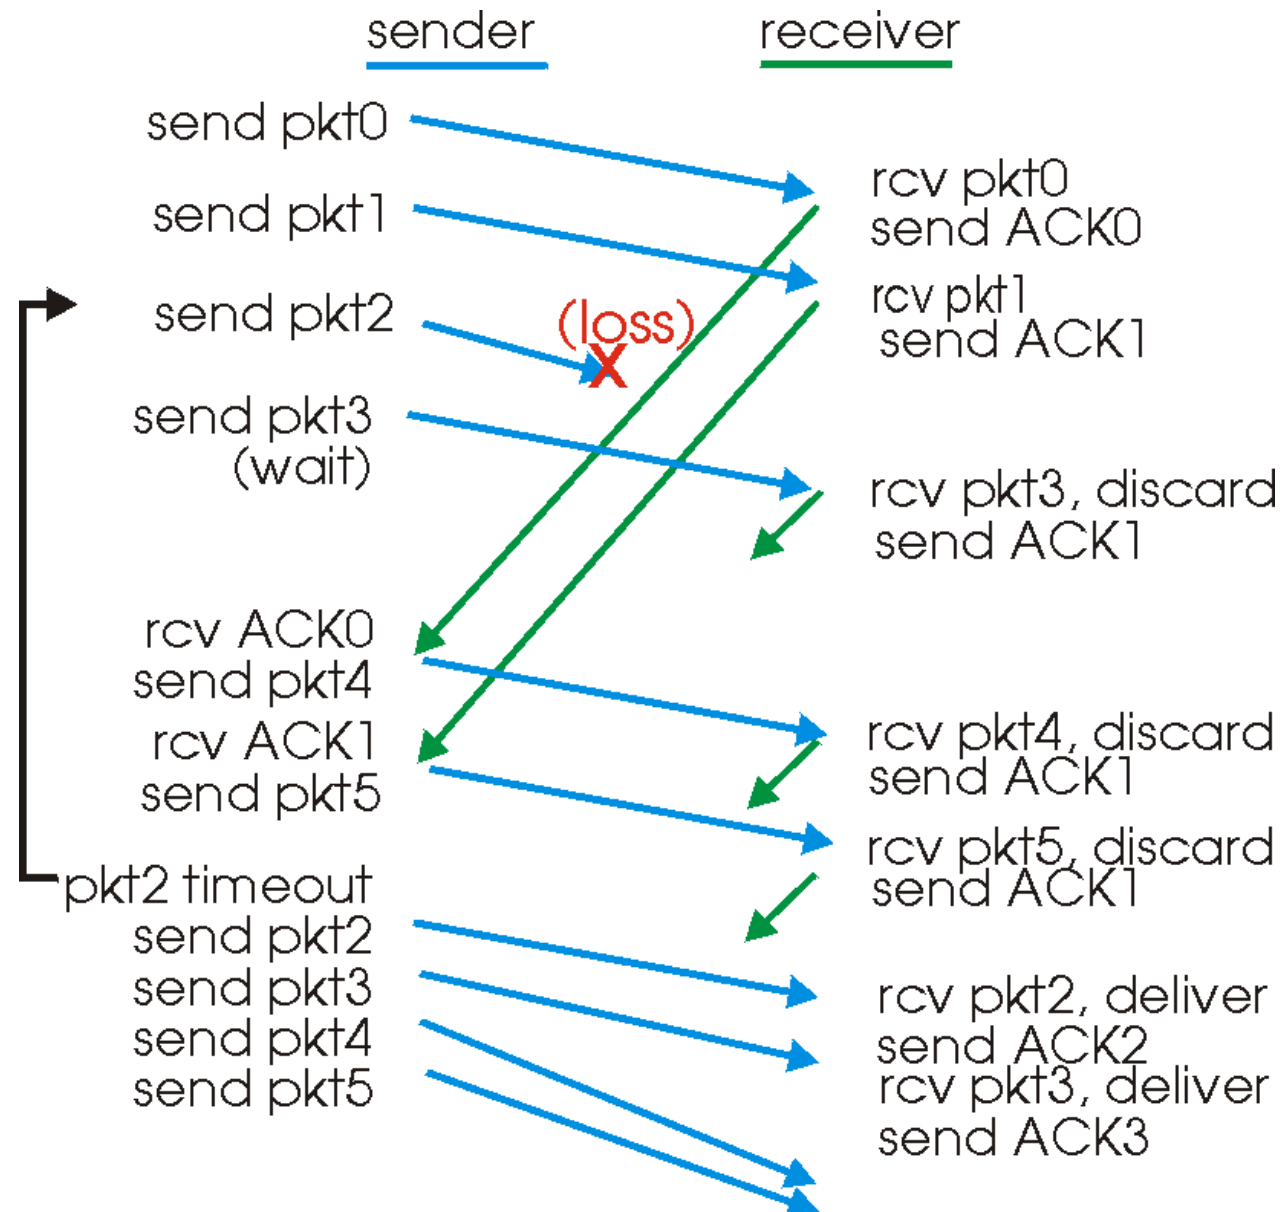 sender
receiver
send pkt0
send pkt1
send pkt2
send pkt3
(wait)
rcv ACK0
send pkt4
rcv ACK1
send pkt5
pkt2 timeout
send pkt2
send pkt3
send pkt4
send pkt5
(loss)
X
rcv pkt0
send ACK0
rcv pkt1
send ACK1
rcv pkt3, discard
send ACK1
rcv pkt4, discard
send ACK1
rcv pkt5, discard
send ACK1
rcv pkt2, deliver
send ACK2
rcv pkt3, deliver
send ACK3